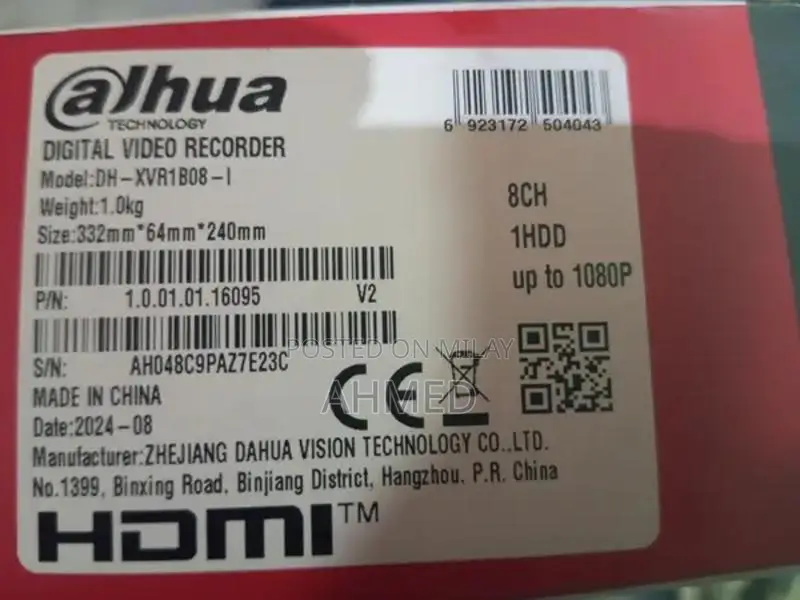 alhua
TECHNOLOGY
6 923172 504043
DIGITAL VIDEO RECORDER
Model:DH-XVR1B08-I
Weight:1.0kg
Size:332mm*64mm*240mm
8CH
1HDD
up to 1080P
P/N: 1.0.01.01.16095 V2
S/N: AH048C9PAZ7E23C
POSTED ON MILAY
AHMED
CE
MADE IN CHINA
Date:2024-08
Manufacturer:ZHEJIANG DAHUA VISION TECHNOLOGY CO.,LTD.
No.1399, Binxing Road, Binjiang District, Hangzhou, P.R. China
HDMI™